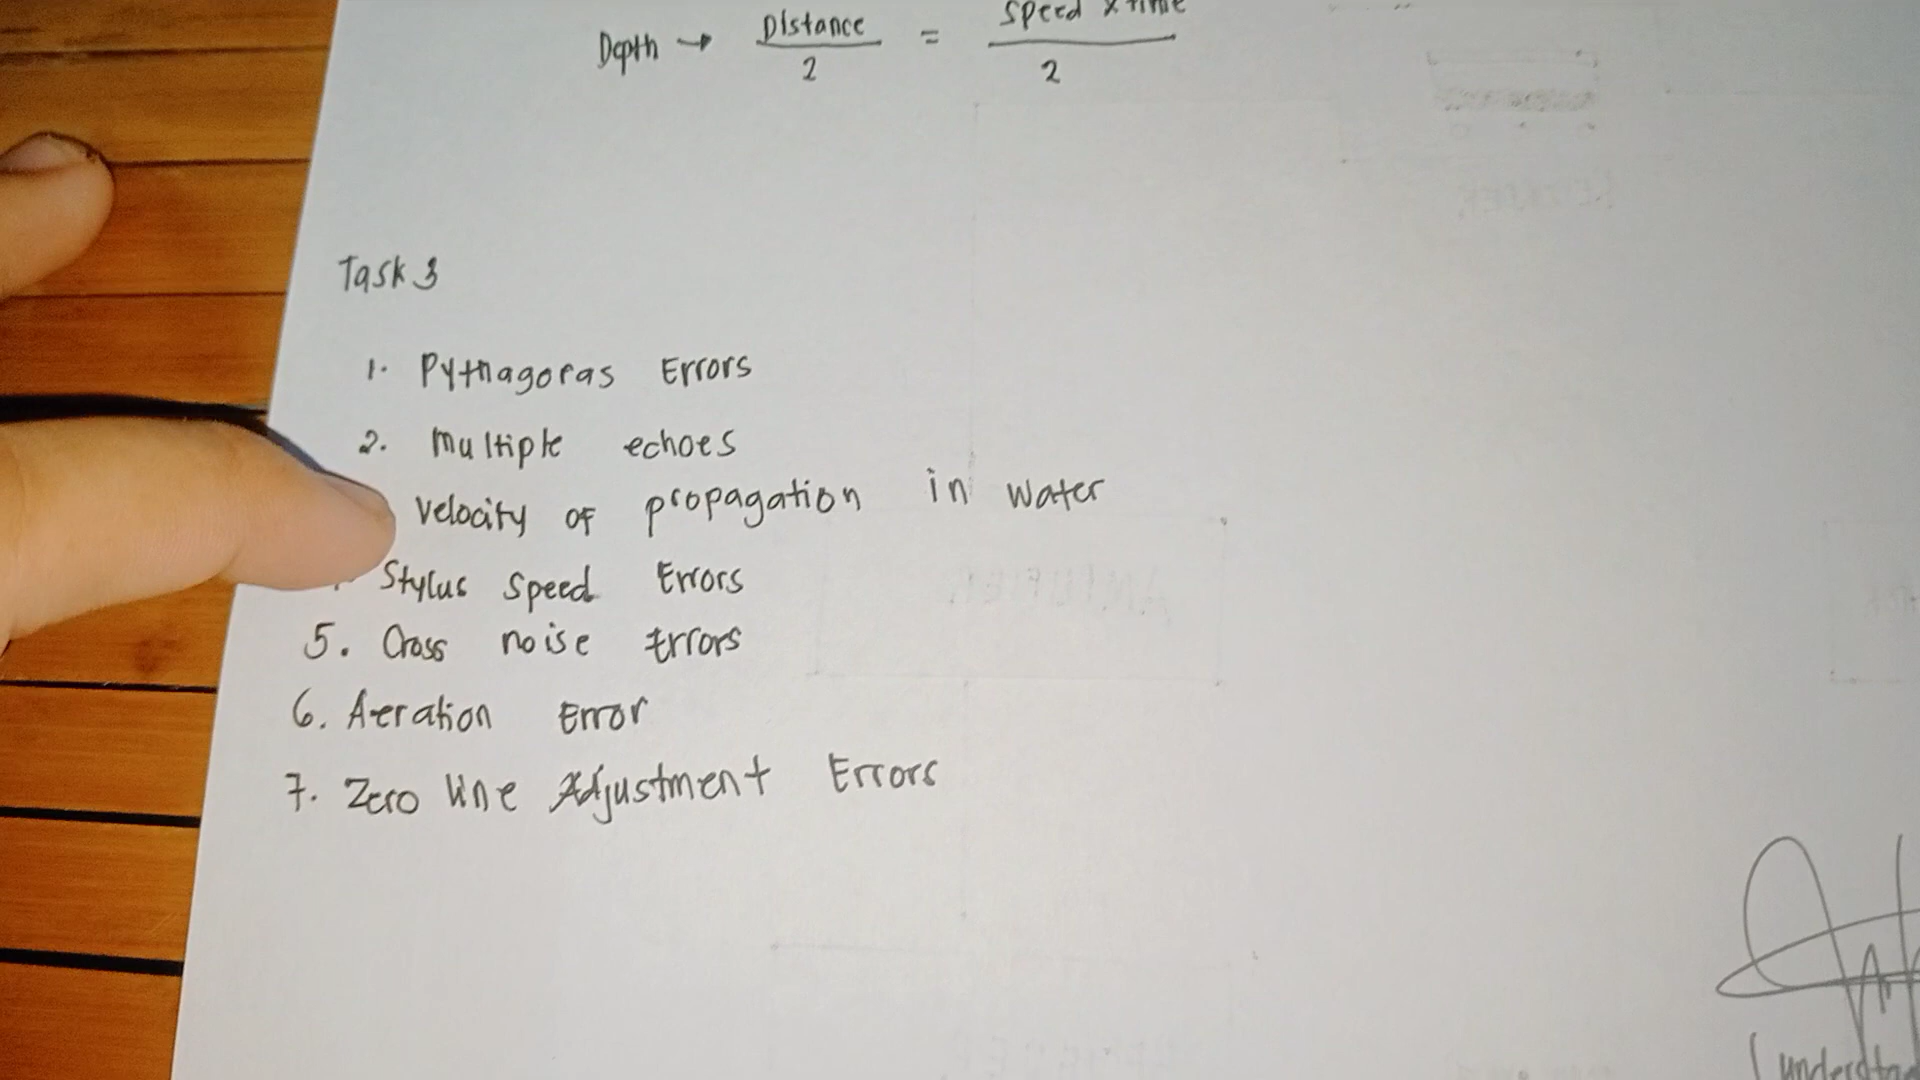 Depth → Distance / 2 = Speed x Time / 2
Task 3
1. Pythagoras Errors
2. Multiple echoes
Velocity of propagation in water
Stylus Speed Errors
5. Cross noise Errors
6. Aeration Error
7. Zero line Adjustment Errors